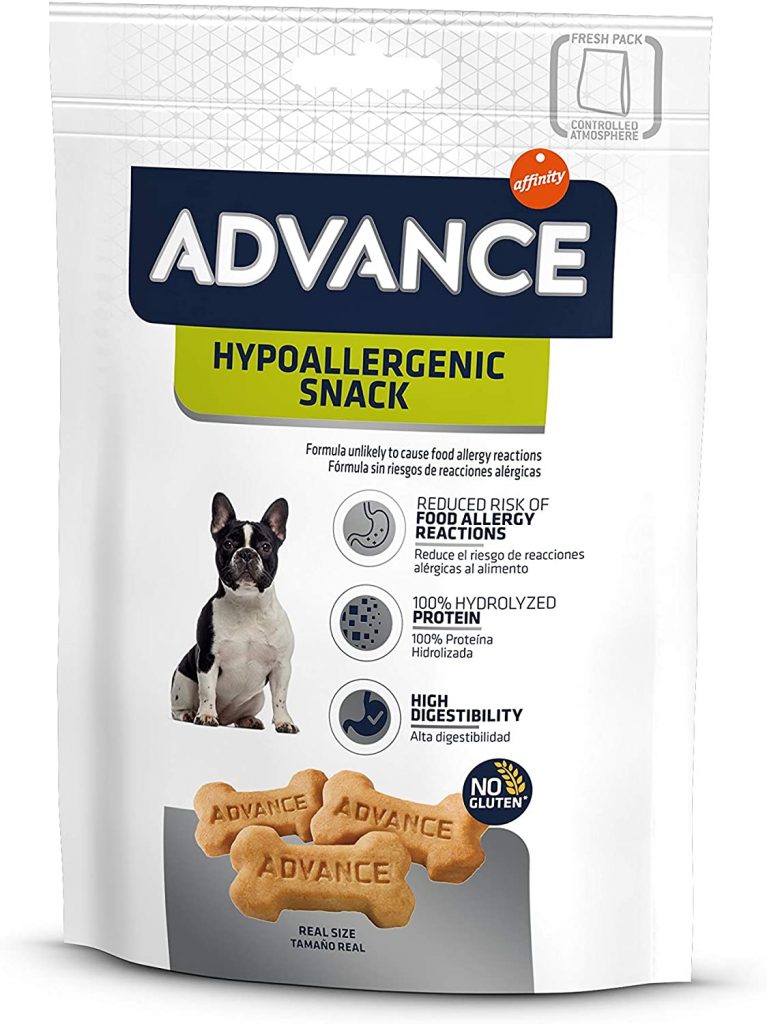 FRESH PACK
CONTROLLED
ATMOSPHERE
affinity
ADVANCE
HYPOALLERGENIC
SNACK
Formula unlikely to cause food allergy reactions
Fórmula sin riesgos de reacciones alérgicas
REDUCED RISK OF
FOOD ALLERGY
REACTIONS
Reduce el riesgo de reacciones
alérgicas al alimento
100% HYDROLYZED
PROTEIN
100% Proteína
Hidrolizada
HIGH
DIGESTIBILITY
Alta digestibilidad
NO
GLUTEN*
ADVANCE
ADVANCE
ADVANCE
REAL SIZE
TAMAÑO REAL